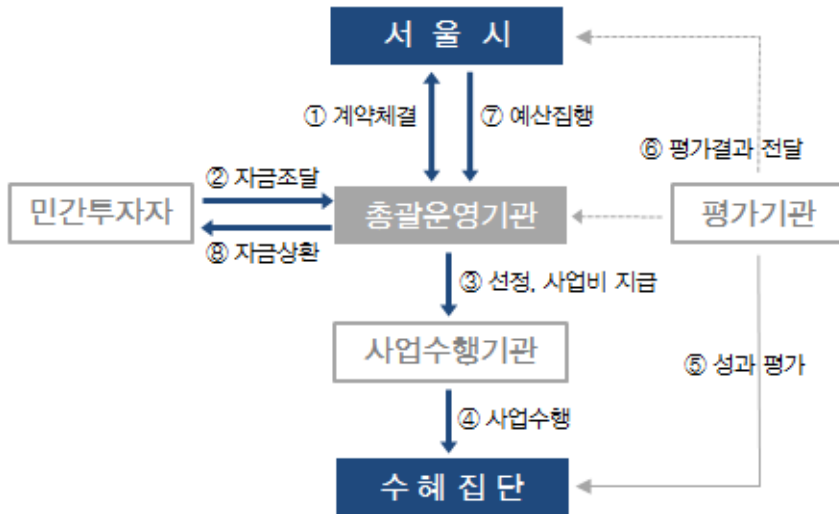 서 울 시
① 계약체결
⑦ 예산집행
⑥ 평가결과 전달
② 자금조달
민간투자자
총괄운영기관
평가기관
⑧ 자금상환
③ 선정, 사업비 지급
사업수행기관
⑤ 성과 평가
④ 사업수행
수 혜 집 단